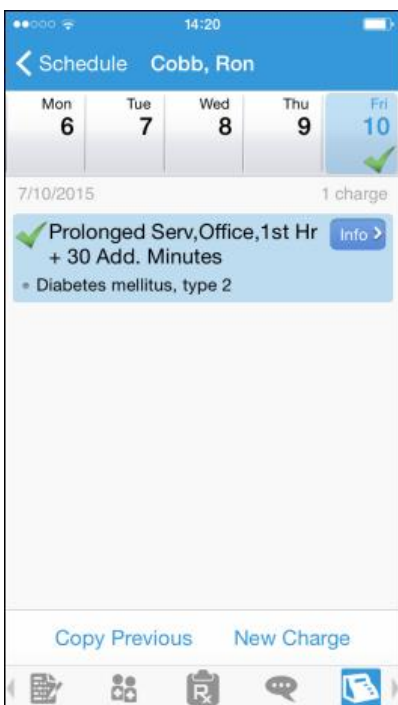 14:20
Schedule Cobb, Ron
Mon Tue Wed Thu Fri
6 7 8 9 10
7/10/2015 1 charge
Prolonged Serv,Office,1st Hr Info
+ 30 Add. Minutes
• Diabetes mellitus, type 2
Copy Previous New Charge
Rx